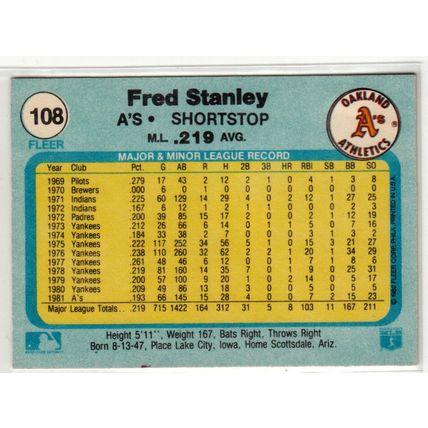 108
FLEER
Fred Stanley
A'S • SHORTSTOP
M.L. .219 AVG.
OAKLAND
A's
ATHLETICS
MAJOR & MINOR LEAGUE RECORD
Year Club Pct. G AB R H 2B 3B HR RBI SB BB SO
1969 Pilots .279 17 43 2 12 2 1 0 4 1 3 8
1970 Brewers .000 6 0 1 0 0 0 0 0 0 0 0
1971 Indians .225 60 129 14 29 4 0 2 12 1 27 25
1972 Indians .167 6 12 1 2 1 0 0 0 0 2 3
1972 Padres .200 39 85 15 17 2 0 0 2 1 12 19
1973 Yankees .212 26 66 6 14 0 1 1 5 0 7 16
1974 Yankees .184 33 38 2 7 0 0 0 3 1 3 2
1975 Yankees .222 117 252 34 56 5 1 0 15 3 21 27
1976 Yankees .238 110 260 32 62 2 2 1 20 1 34 29
1977 Yankees .261 48 46 6 12 0 0 1 7 1 8 6
1978 Yankees .219 81 160 14 35 7 0 1 9 0 25 31
1979 Yankees .200 57 100 9 20 1 0 2 14 0 5 17
1980 Yankees .209 49 86 13 18 3 0 0 5 0 5 5
1981 A's .193 66 145 15 28 4 0 0 7 0 15 23
Major League Totals .. .219 715 1422 164 312 31 5 8 103 11 167 211
© 1982 FLEER CORP. PHILA./PRINTED IN U.S.A.
Height 5'11'', Weight 167, Bats Right, Throws Right
Born 8-13-47, Place Lake City, Iowa, Home Scottsdale, Ariz.